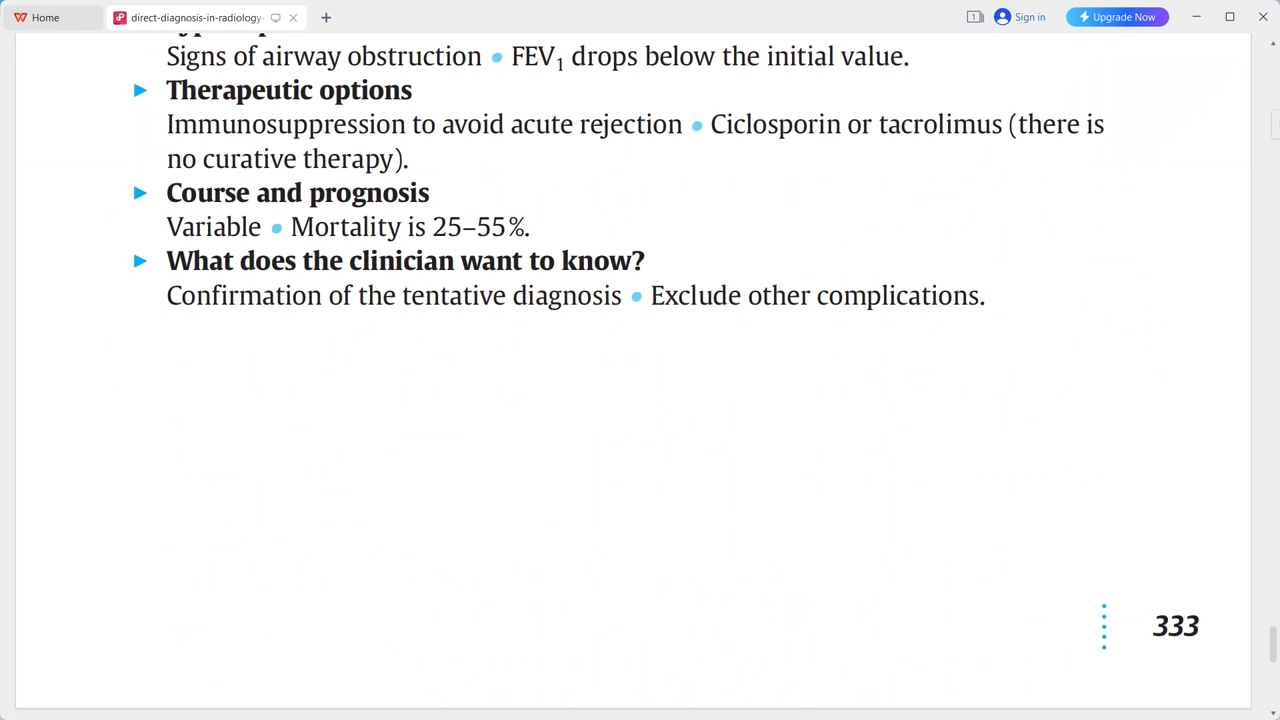 Home
direct-diagnosis-in-radiology-
1
Sign in
Upgrade Now
Signs of airway obstruction • FEV₁ drops below the initial value.
Therapeutic options
Immunosuppression to avoid acute rejection • Ciclosporin or tacrolimus (there is
no curative therapy).
Course and prognosis
Variable • Mortality is 25–55%.
What does the clinician want to know?
Confirmation of the tentative diagnosis • Exclude other complications.
333